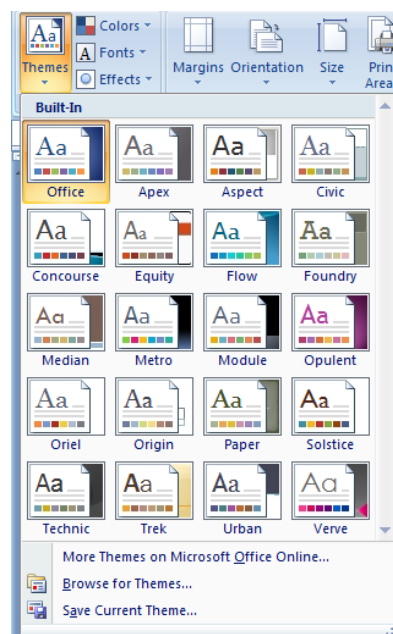 Aa
Colors
A Fonts
Themes
Effects
Margins Orientation Size Prin
Area
Built-In
Aa Aa Aa Aa
Office Apex Aspect Civic
Aa Aa Aa Aa
Concourse Equity Flow Foundry
Aa Aa Aa Aa
Median Metro Module Opulent
Aa Aa Aa Aa
Oriel Origin Paper Solstice
Aa Aa Aa Aa
Technic Trek Urban Verve
More Themes on Microsoft Office Online...
Browse for Themes...
Save Current Theme...